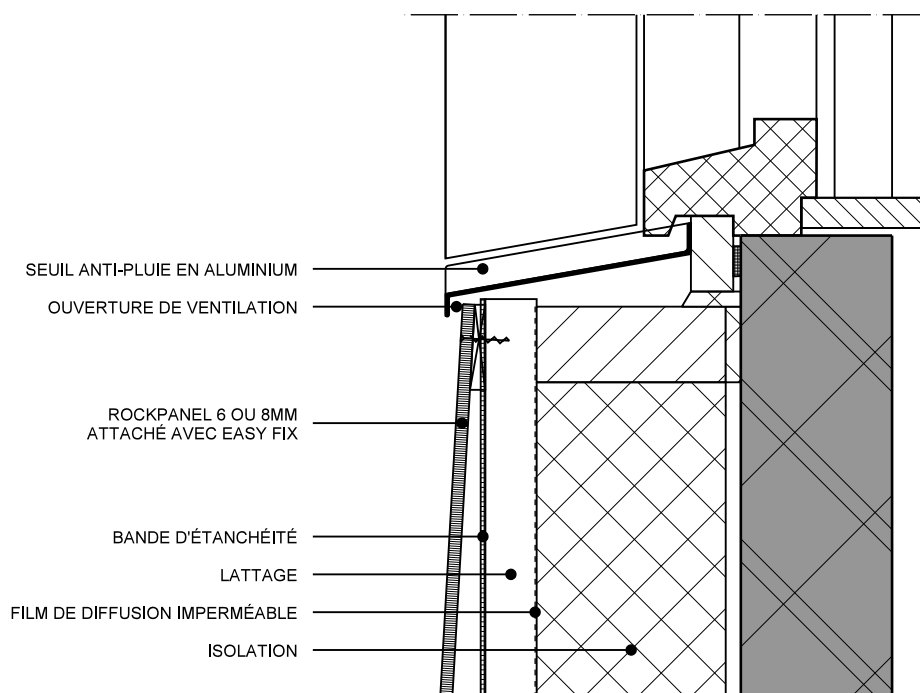 SEUIL ANTI-PLUIE EN ALUMINIUM
OUVERTURE DE VENTILATION
ROCKPANEL 6 OU 8MM
ATTACHÉ AVEC EASY FIX
BANDE D'ÉTANCHÉITÉ
LATTAGE
FILM DE DIFFUSION IMPERMÉABLE
ISOLATION